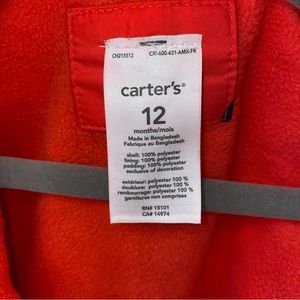 CH215512 CXI-600-431-AMX-FR
carter's®
12
months/mois
Made in Bangladesh
Fabrique au Bangladesh
shell: 100% polyester
lining: 100% polyester
padding: 100% polyester
exclusive of decoration
extérieur: polyester 100 %
doublure: polyester 100 %
rembourrage: polyester 100 %
garnitures non comprises
RN# 15101
CA# 14974